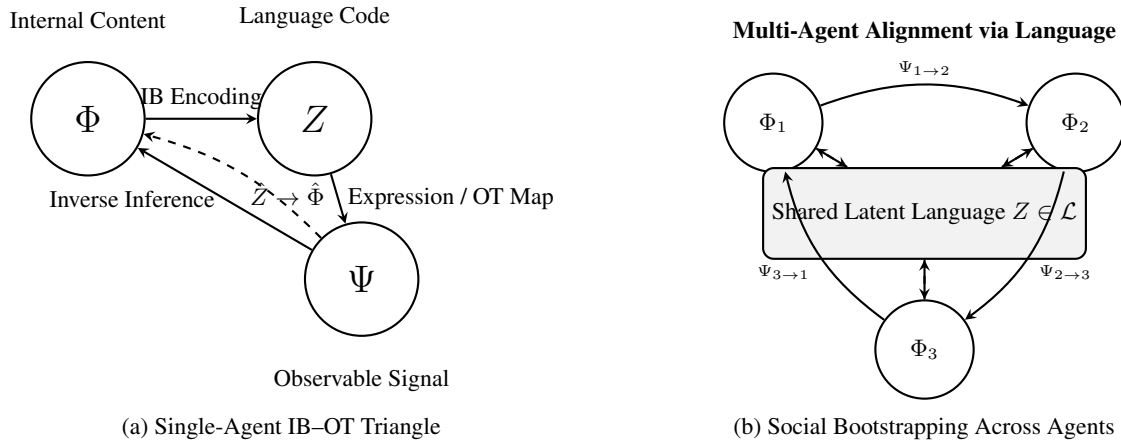 Internal Content
Language Code
Φ
IB Encoding
Z
Inverse Inference
Ẑ → Φ̂
Expression / OT Map
Ψ
Observable Signal
(a) Single-Agent IB–OT Triangle
Multi-Agent Alignment via Language
Ψ₁→₂
Φ₁
Φ₂
Shared Latent Language Z ∈ ℒ
Ψ₃→₁
Ψ₂→₃
Φ₃
(b) Social Bootstrapping Across Agents